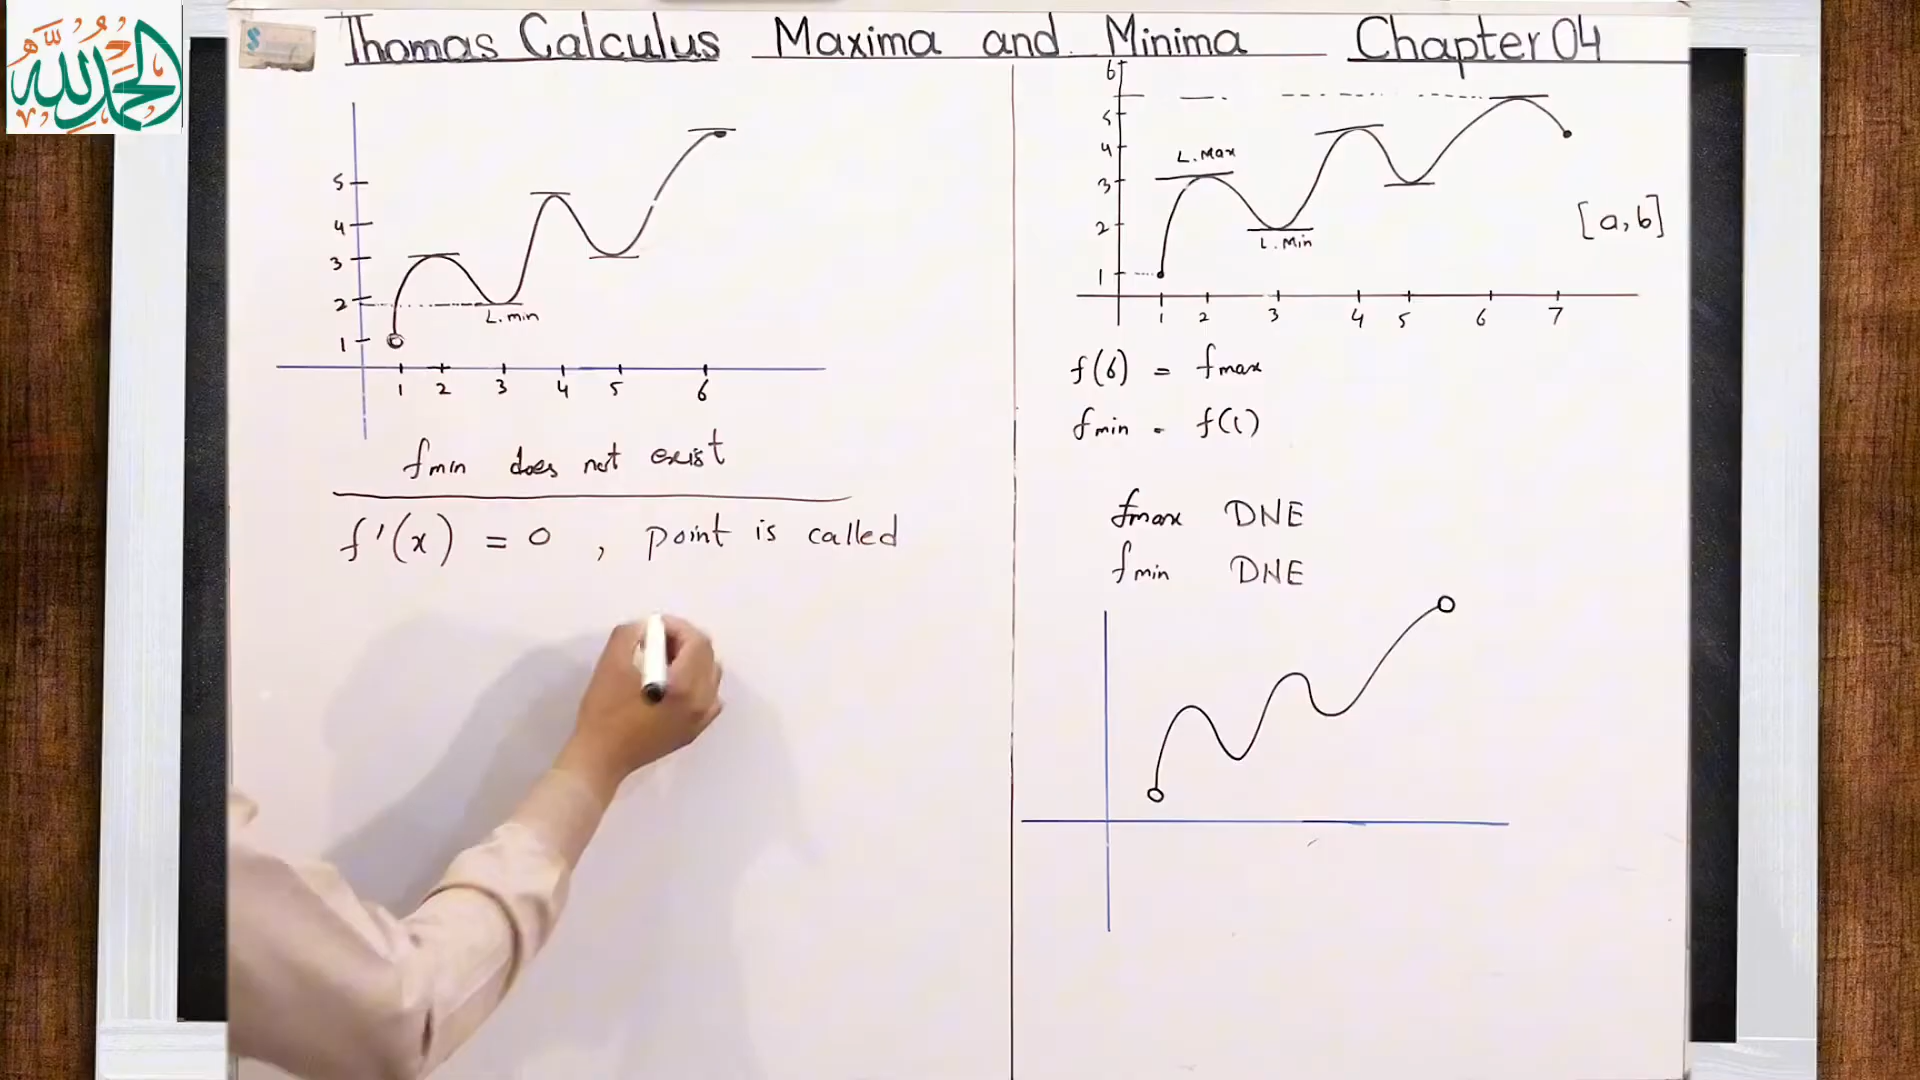 الحمد لله
Thomas Calculus Maxima and Minima Chapter 04
5
4
3
2
1
L.min
1 2 3 4 5 6
fmin does not exist
f'(x) = 0 , point is called
6
5
4
3
2
1
L.Max
L.Min
[a,b]
1 2 3 4 5 6 7
f(6) = fmax
fmin = f(1)
fmax DNE
fmin DNE